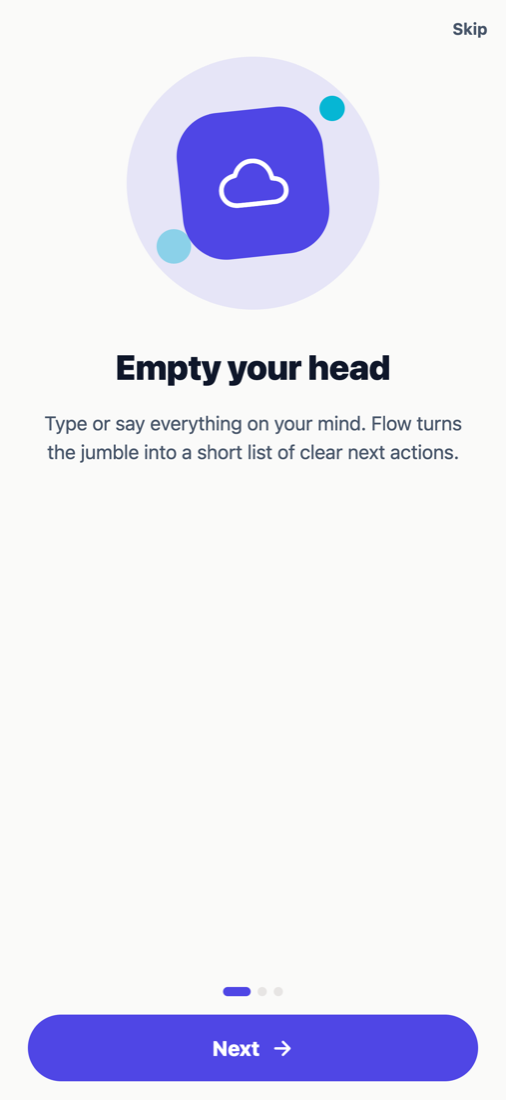 Skip
Empty your head
Type or say everything on your mind. Flow turns
the jumble into a short list of clear next actions.
Next →